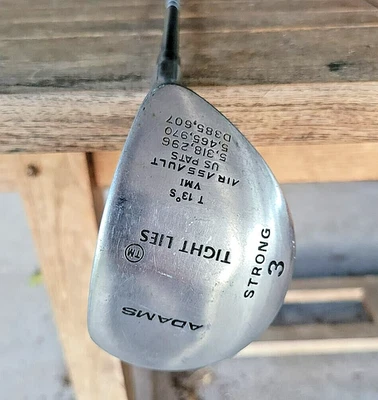 ADAMS
TIGHT LIES
TM
STRONG
3
T 13°S
VMI
AIR ASSAULT
US PATS
5,318,296
5,465,970
D385,607